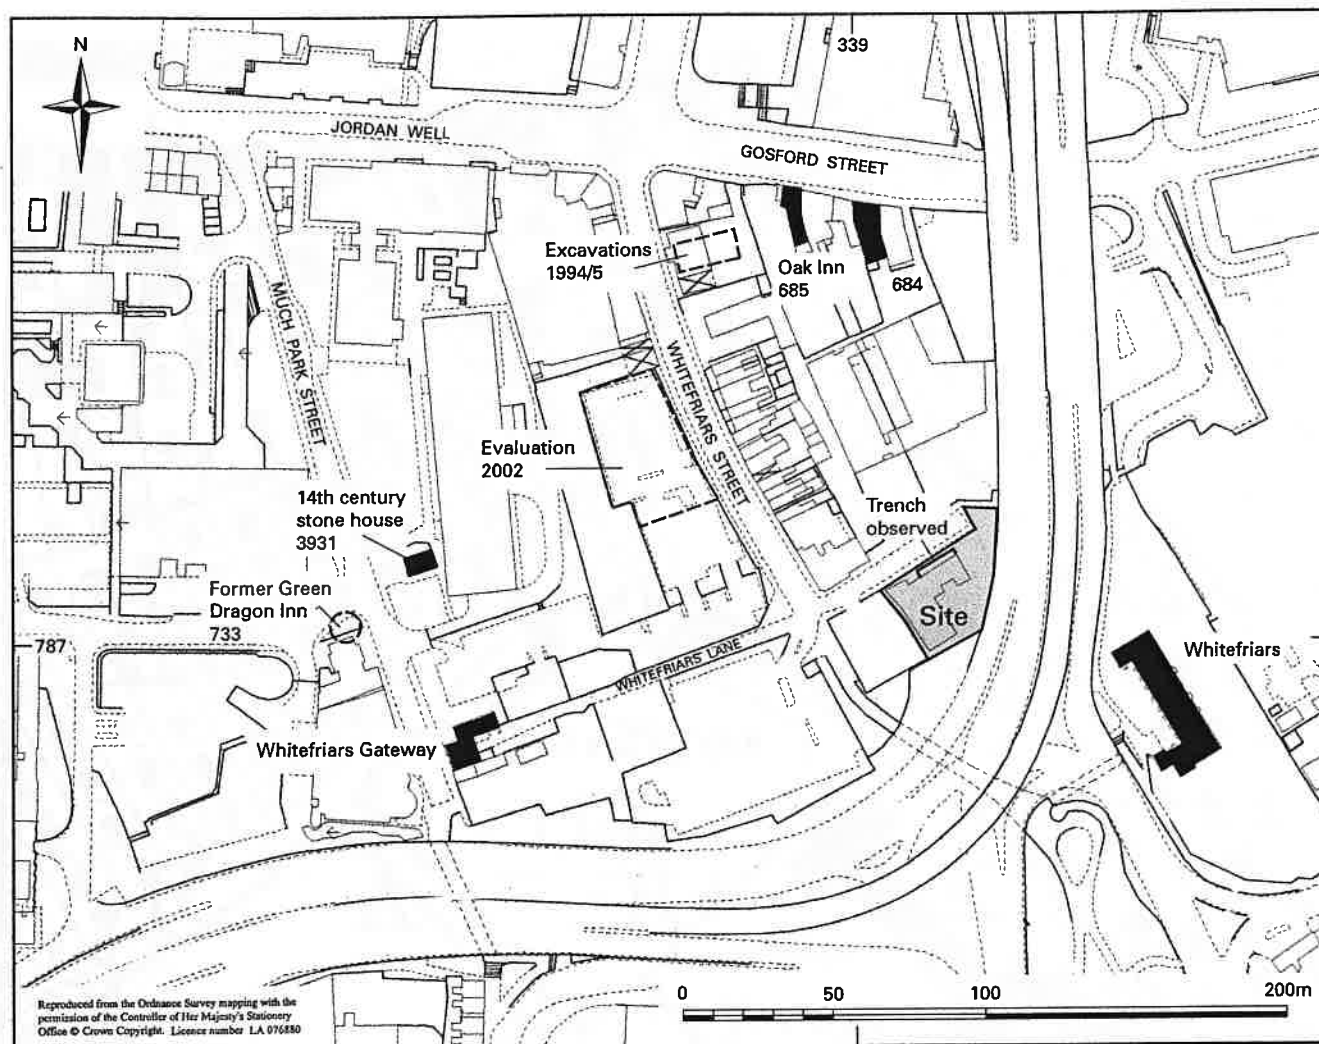 N
339
JORDAN WELL
GOSFORD STREET
Excavations
1994/5
Oak Inn
685
684
MUCH PARK STREET
WHITEFRIARS STREET
Evaluation
2002
14th century
stone house
3931
Trench
observed
Former Green
Dragon Inn
733
Site
787
Whitefriars
WHITEFRIARS LANE
Whitefriars Gateway
Reproduced from the Ordnance Survey mapping with the
permission of the Controller of Her Majesty's Stationery
Office © Crown Copyright. Licence number LA 076880
0 50 100 200m